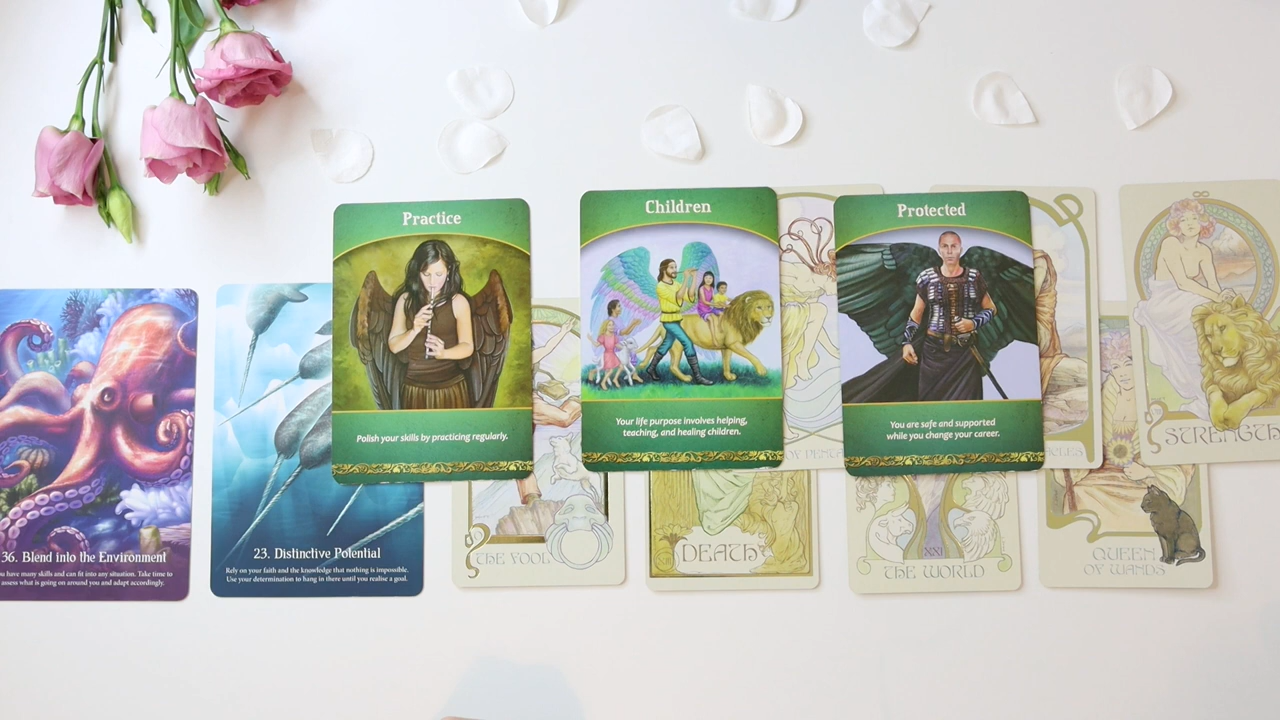 Practice
Polish your skills by practicing regularly.
Children
Your life purpose involves helping,
teaching, and healing children.
Protected
You are safe and supported
while you change your career.
36. Blend into the Environment
have many skills and can fit into any situation. Take time to
assess what is going on around you and adapt accordingly.
23. Distinctive Potential
Rely on your faith and the knowledge that nothing is impossible.
Use your determination to hang in there until you realise a goal.
THE FOOL
DEATH
XIII
XXI
THE WORLD
QUEEN
OF WANDS
STRENGTH